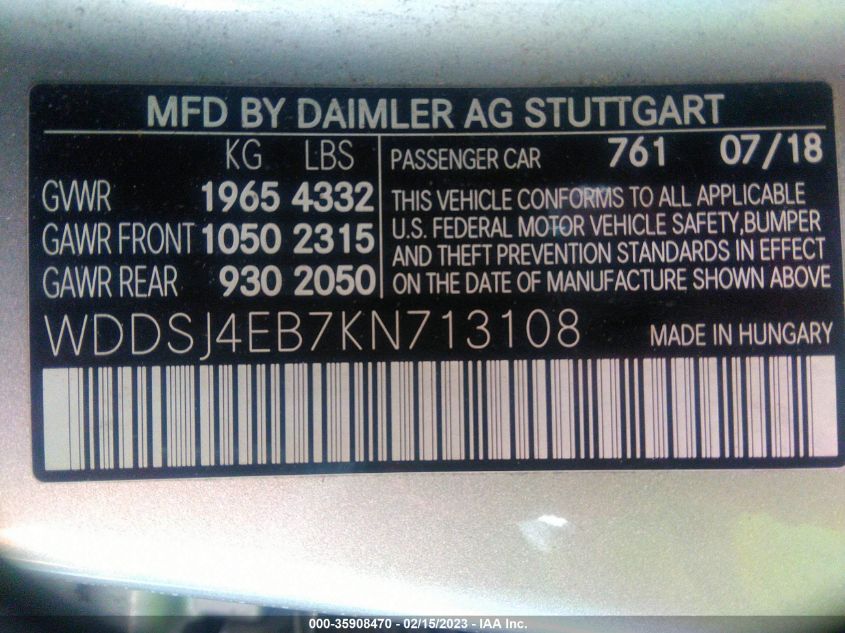 MFD BY DAIMLER AG STUTTGART
KG LBS
GVWR 1965 4332
GAWR FRONT 1050 2315
GAWR REAR 930 2050
PASSENGER CAR 761 07/18
THIS VEHICLE CONFORMS TO ALL APPLICABLE
U.S. FEDERAL MOTOR VEHICLE SAFETY, BUMPER
AND THEFT PREVENTION STANDARDS IN EFFECT
ON THE DATE OF MANUFACTURE SHOWN ABOVE
WDDSJ4EB7KN713108 MADE IN HUNGARY
000-35908470 - 02/15/2023 - IAA Inc.